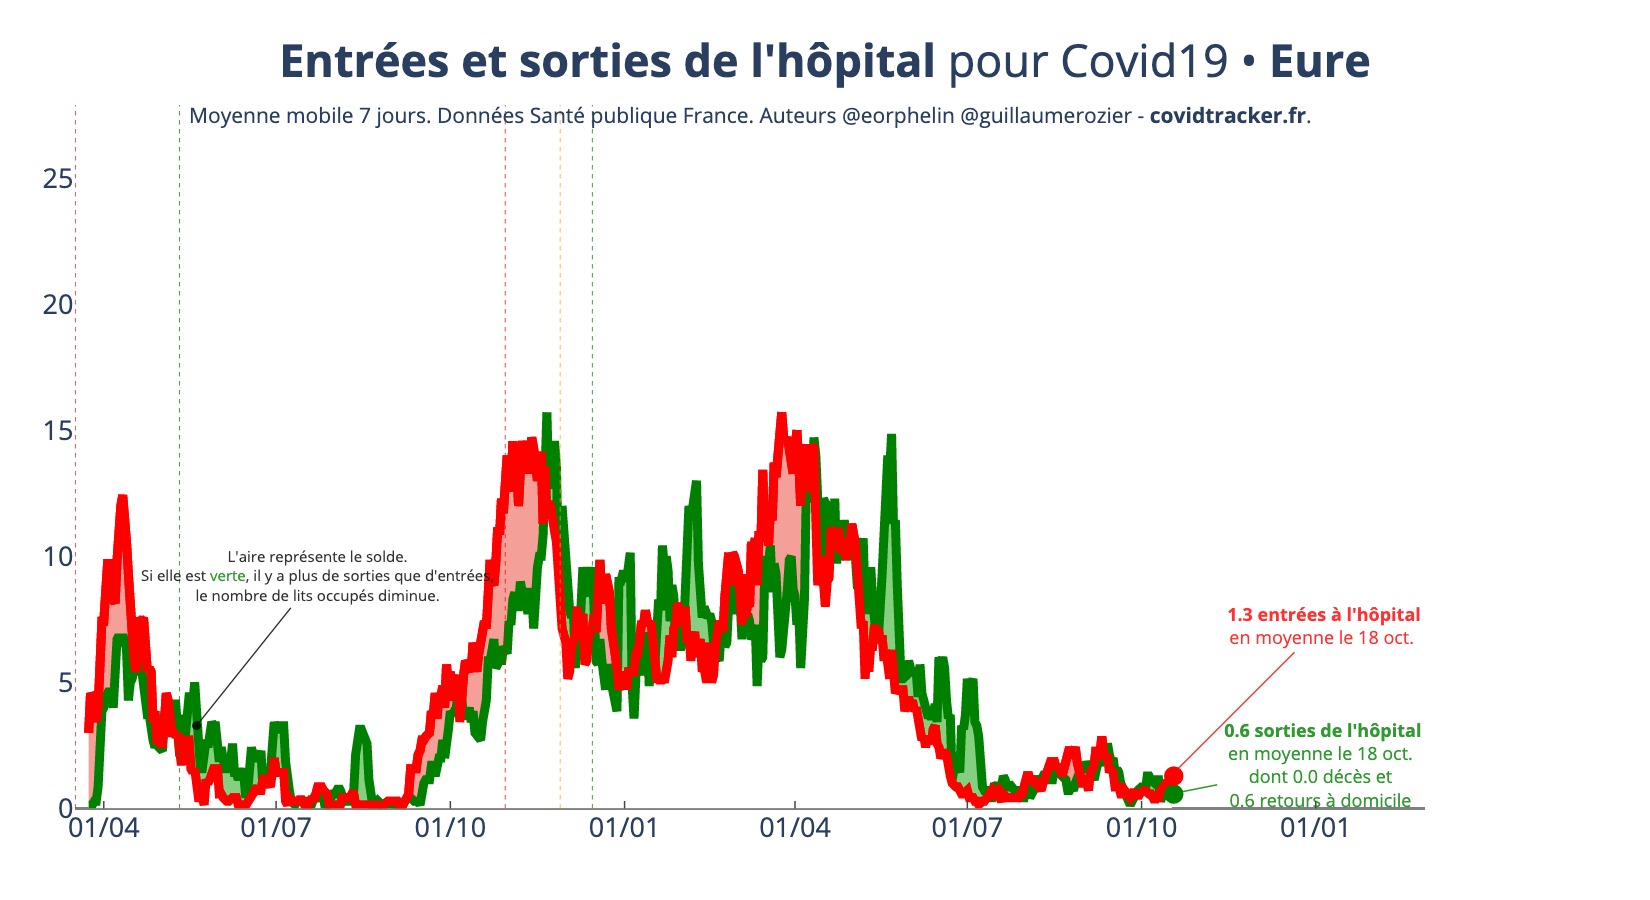 Entrées et sorties de l'hôpital pour Covid19 • Eure
Moyenne mobile 7 jours. Données Santé publique France. Auteurs @eorphelin @guillaumerozier - covidtracker.fr.
25
20
15
10
5
0
L'aire représente le solde.
Si elle est verte, il y a plus de sorties que d'entrées,
le nombre de lits occupés diminue.
1.3 entrées à l'hôpital
en moyenne le 18 oct.
0.6 sorties de l'hôpital
en moyenne le 18 oct.
dont 0.0 décès et
0.6 retours à domicile
01/04 01/07 01/10 01/01 01/04 01/07 01/10 01/01